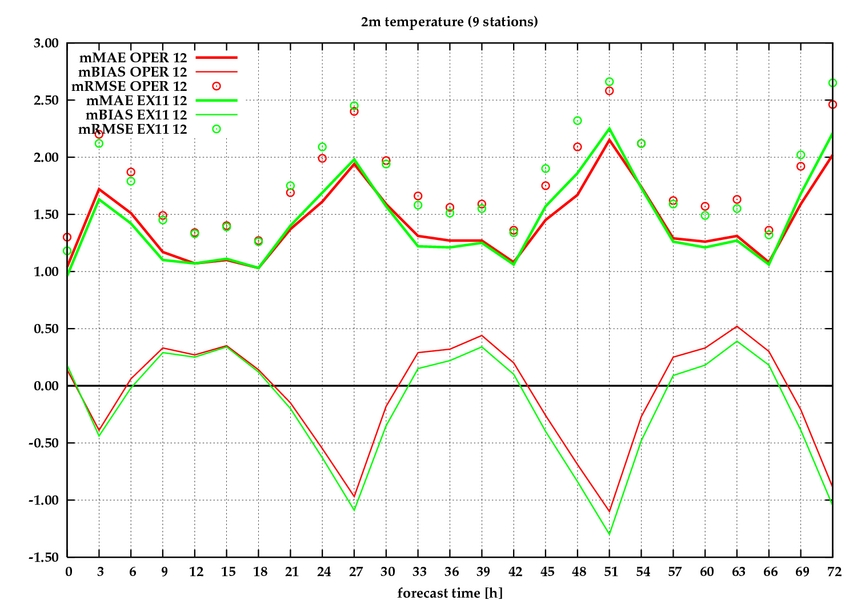 2m temperature (9 stations)
3.00
2.50
2.00
1.50
1.00
0.50
0.00
-0.50
-1.00
-1.50
mMAE OPER 12
mBIAS OPER 12
mRMSE OPER 12
mMAE EX11 12
mBIAS EX11 12
mRMSE EX11 12
0 3 6 9 12 15 18 21 24 27 30 33 36 39 42 45 48 51 54 57 60 63 66 69 72
forecast time [h]